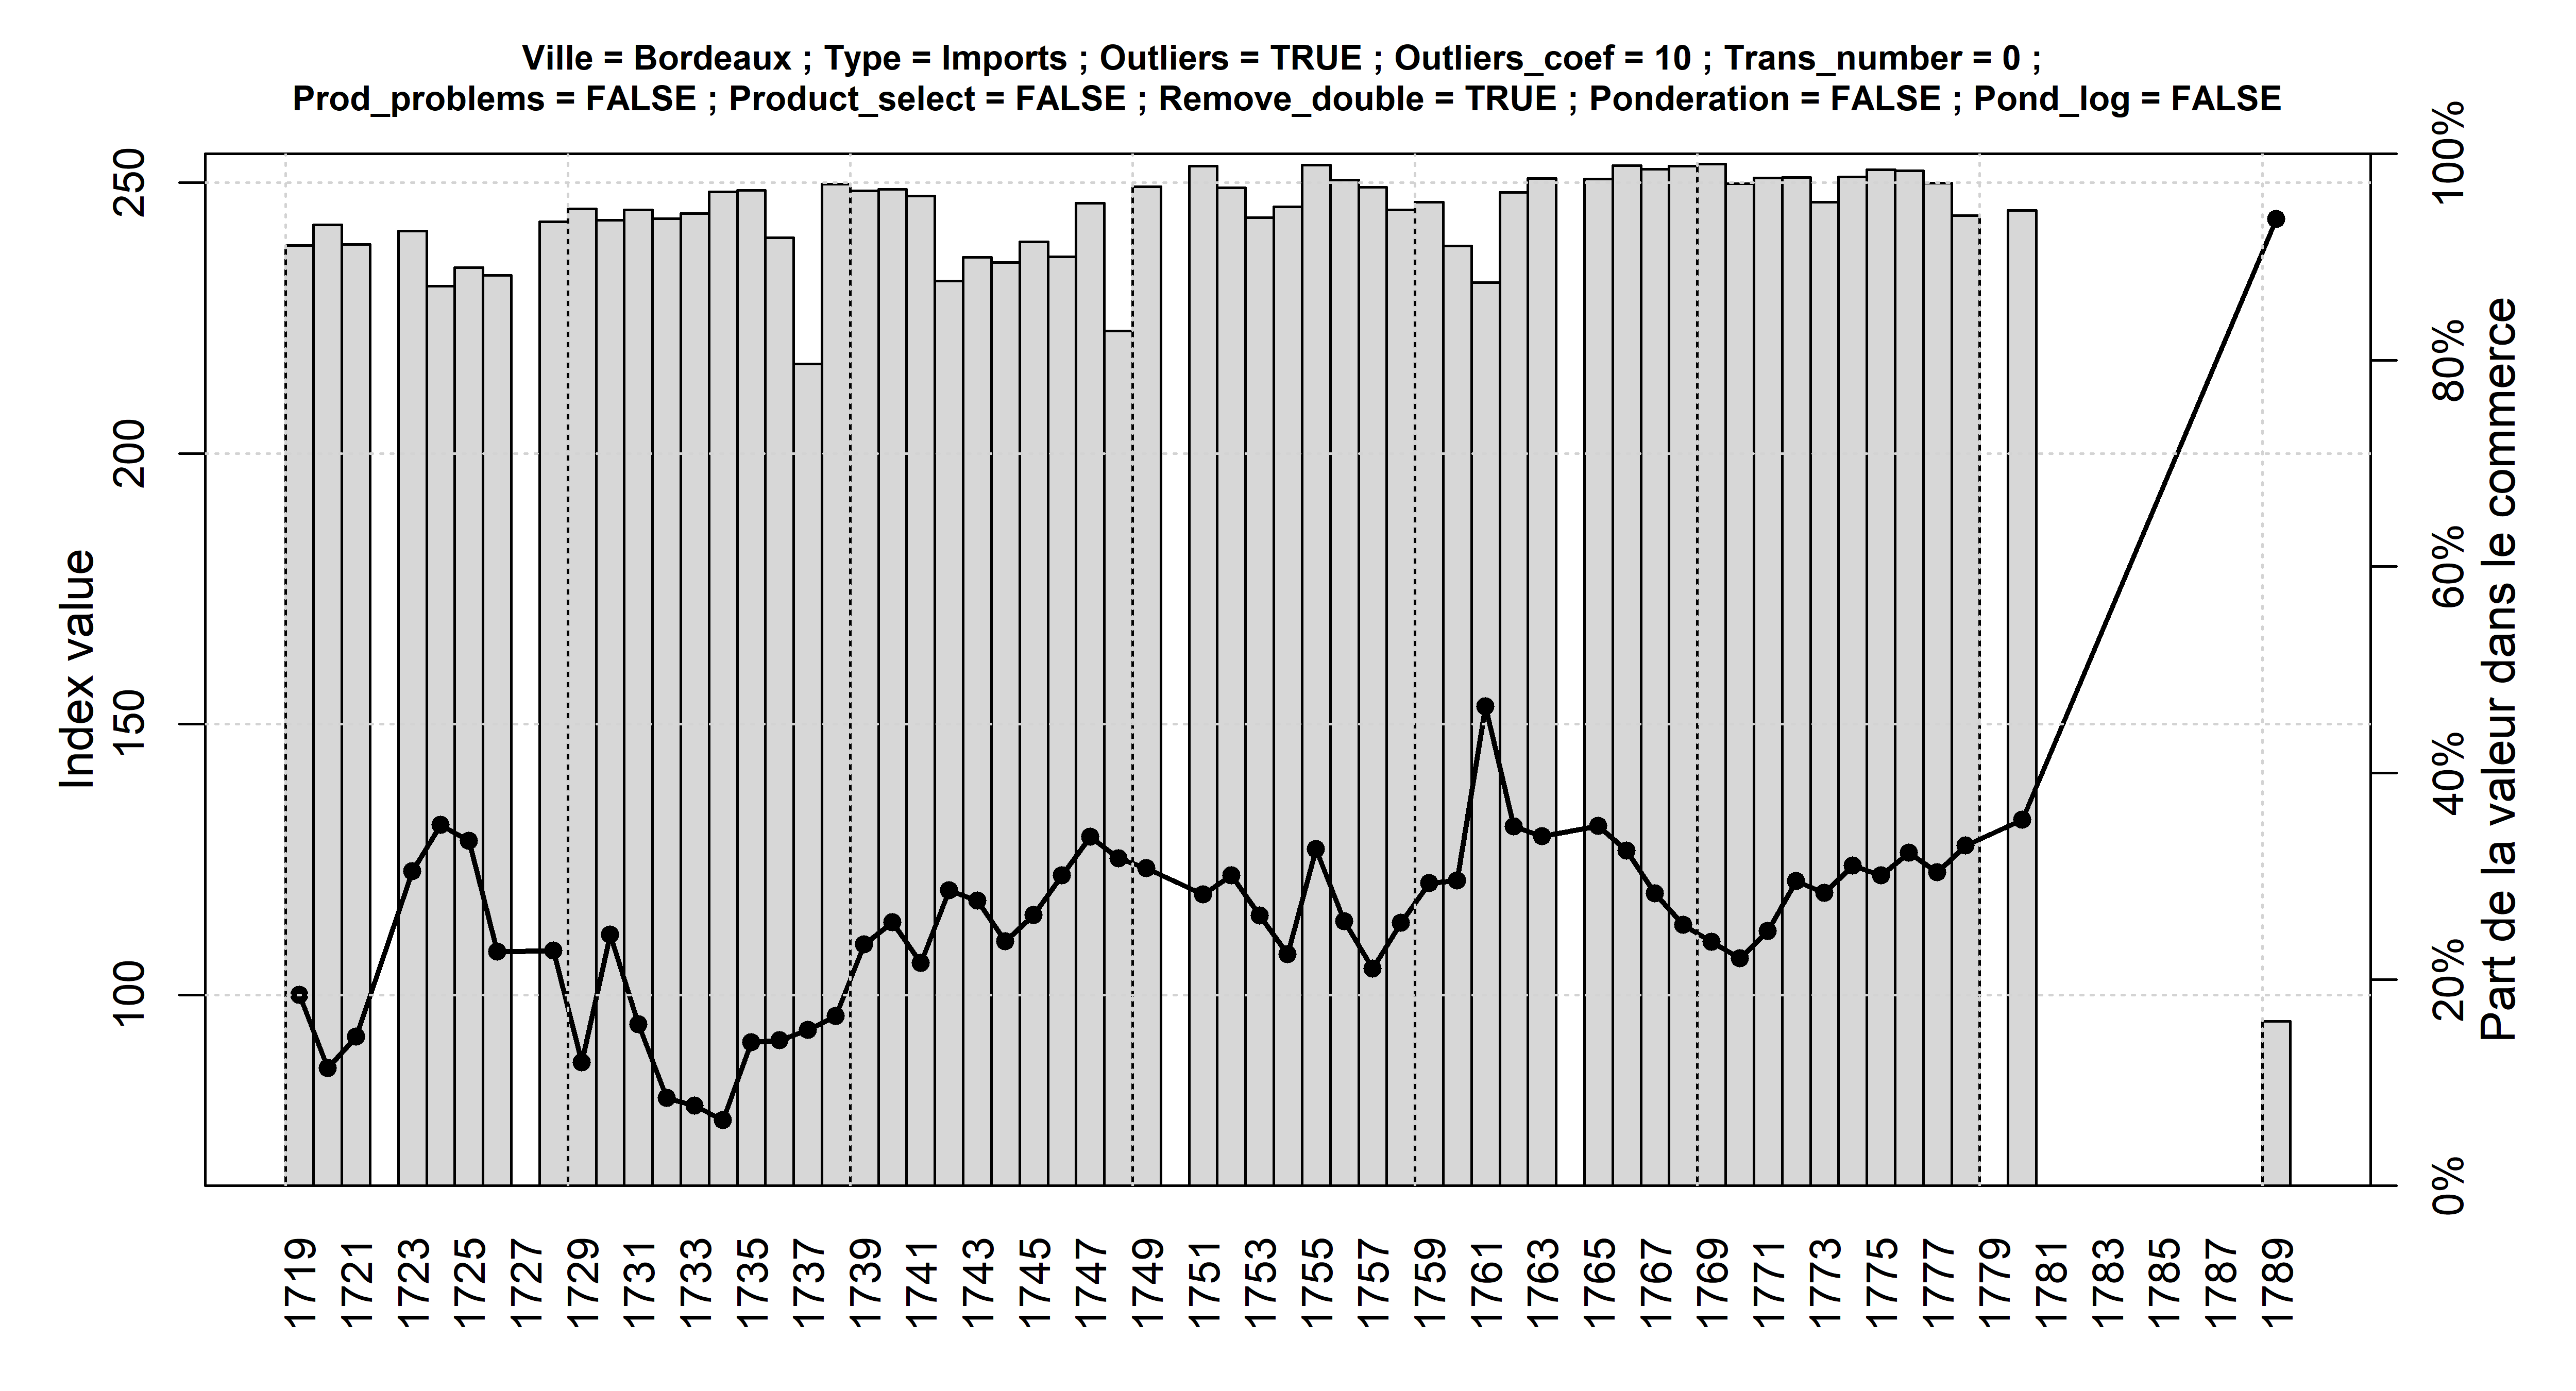 Ville = Bordeaux ; Type = Imports ; Outliers = TRUE ; Outliers_coef = 10 ; Trans_number = 0 ;
Prod_problems = FALSE ; Product_select = FALSE ; Remove_double = TRUE ; Ponderation = FALSE ; Pond_log = FALSE
Index value
250
200
150
100
100%
80%
60%
40%
20%
0%
Part de la valeur dans le commerce
1719 1721 1723 1725 1727 1729 1731 1733 1735 1737 1739 1741 1743 1745 1747 1749 1751 1753 1755 1757 1759 1761 1763 1765 1767 1769 1771 1773 1775 1777 1779 1781 1783 1785 1787 1789